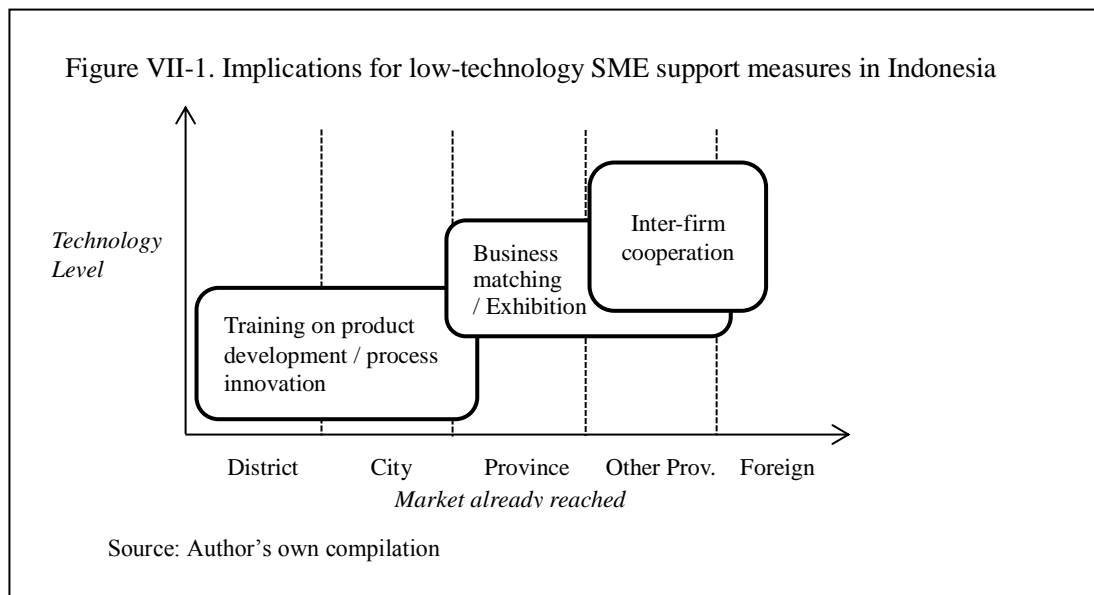 Figure VII-1. Implications for low-technology SME support measures in Indonesia
Technology
Level
Inter-firm
cooperation
Business
matching
/ Exhibition
Training on product
development / process
innovation
District City Province Other Prov. Foreign
Market already reached
Source: Author's own compilation